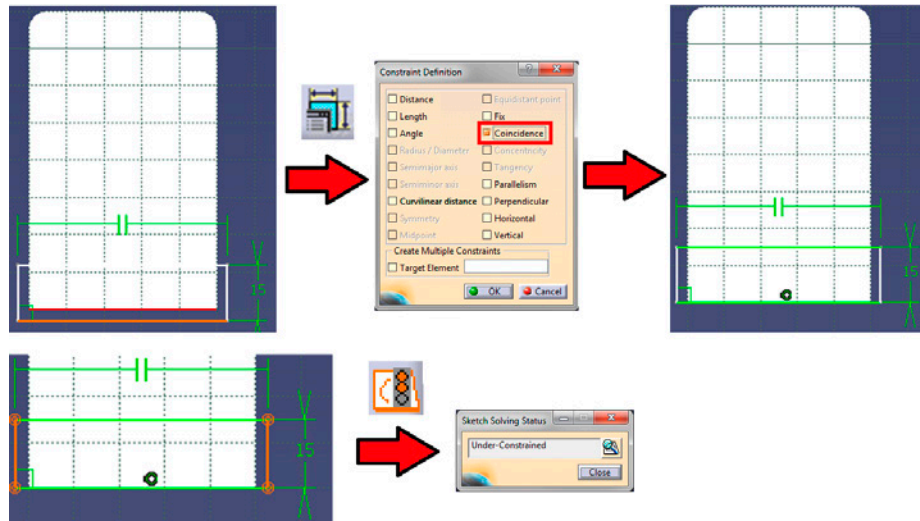 15
Constraint Definition
Distance
Equidistant point
Length
Fix
Angle
Coincidence
Radius / Diameter
Concentricity
Semimajor axis
Tangency
Semiminor axis
Parallelism
Curvilinear distance
Perpendicular
Symmetry
Horizontal
Midpoint
Vertical
Create Multiple Constraints
Target Element
OK
Cancel
15
15
Sketch Solving Status
Under-Constrained
Close